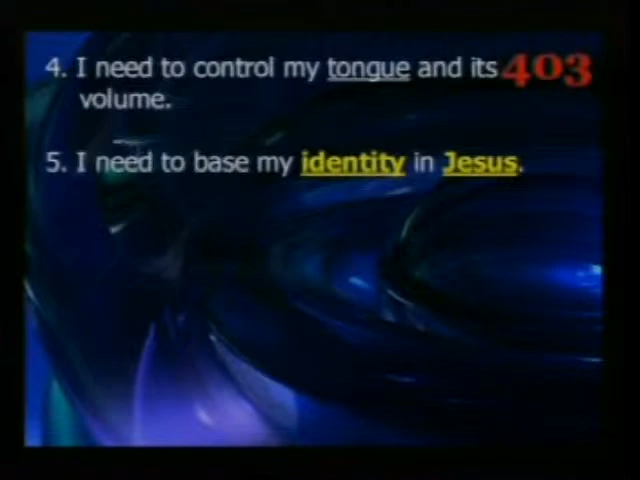 4. I need to control my tongue and its 403
volume.
5. I need to base my identity in Jesus.